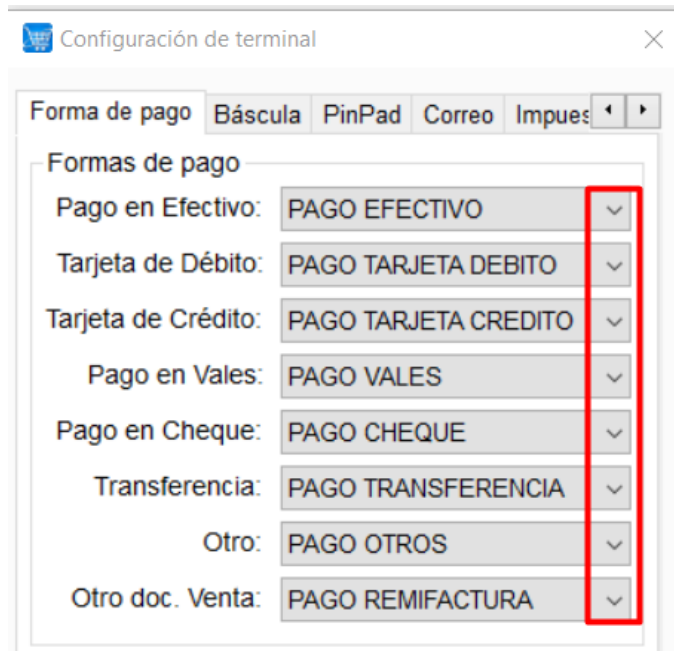 Configuración de terminal
Forma de pago Báscula PinPad Correo Impues
Formas de pago
Pago en Efectivo: PAGO EFECTIVO
Tarjeta de Débito: PAGO TARJETA DEBITO
Tarjeta de Crédito: PAGO TARJETA CREDITO
Pago en Vales: PAGO VALES
Pago en Cheque: PAGO CHEQUE
Transferencia: PAGO TRANSFERENCIA
Otro: PAGO OTROS
Otro doc. Venta: PAGO REMIFACTURA